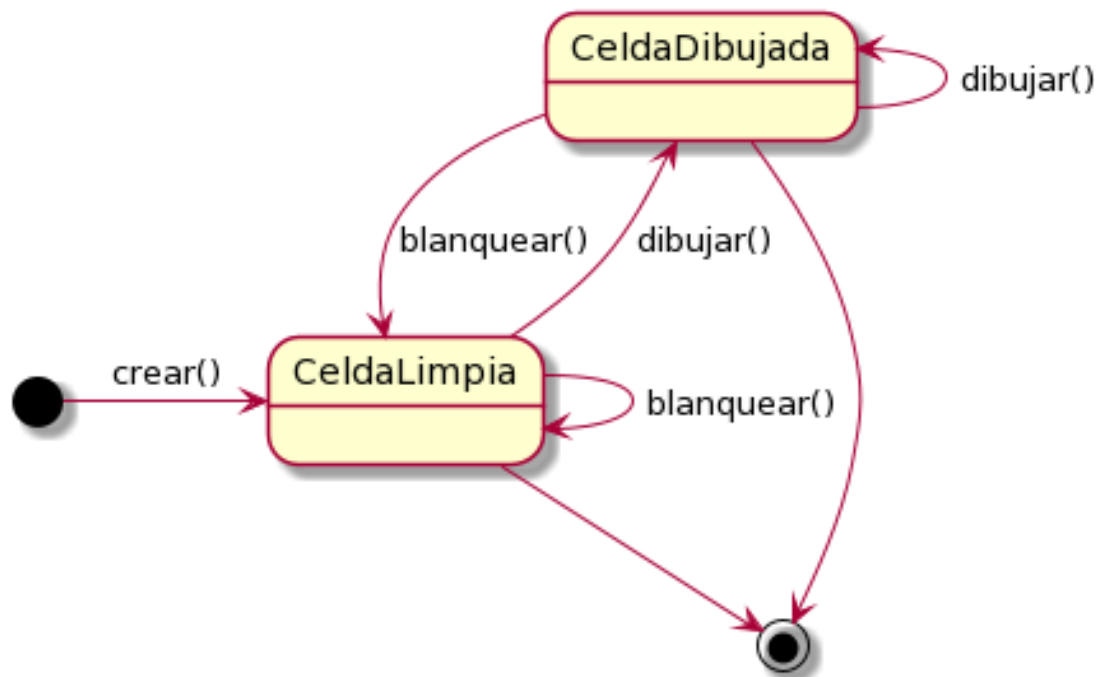 CeldaDibujada
dibujar()
blanquear()
dibujar()
crear()
CeldaLimpia
blanquear()